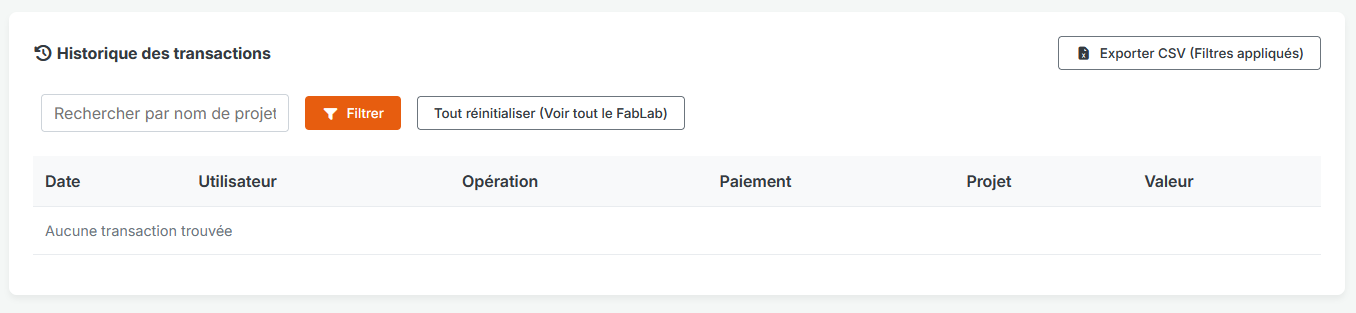 Historique des transactions
Exporter CSV (Filtres appliqués)
Rechercher par nom de projet
Filtrer
Tout réinitialiser (Voir tout le FabLab)
Date Utilisateur Opération Paiement Projet Valeur
Aucune transaction trouvée